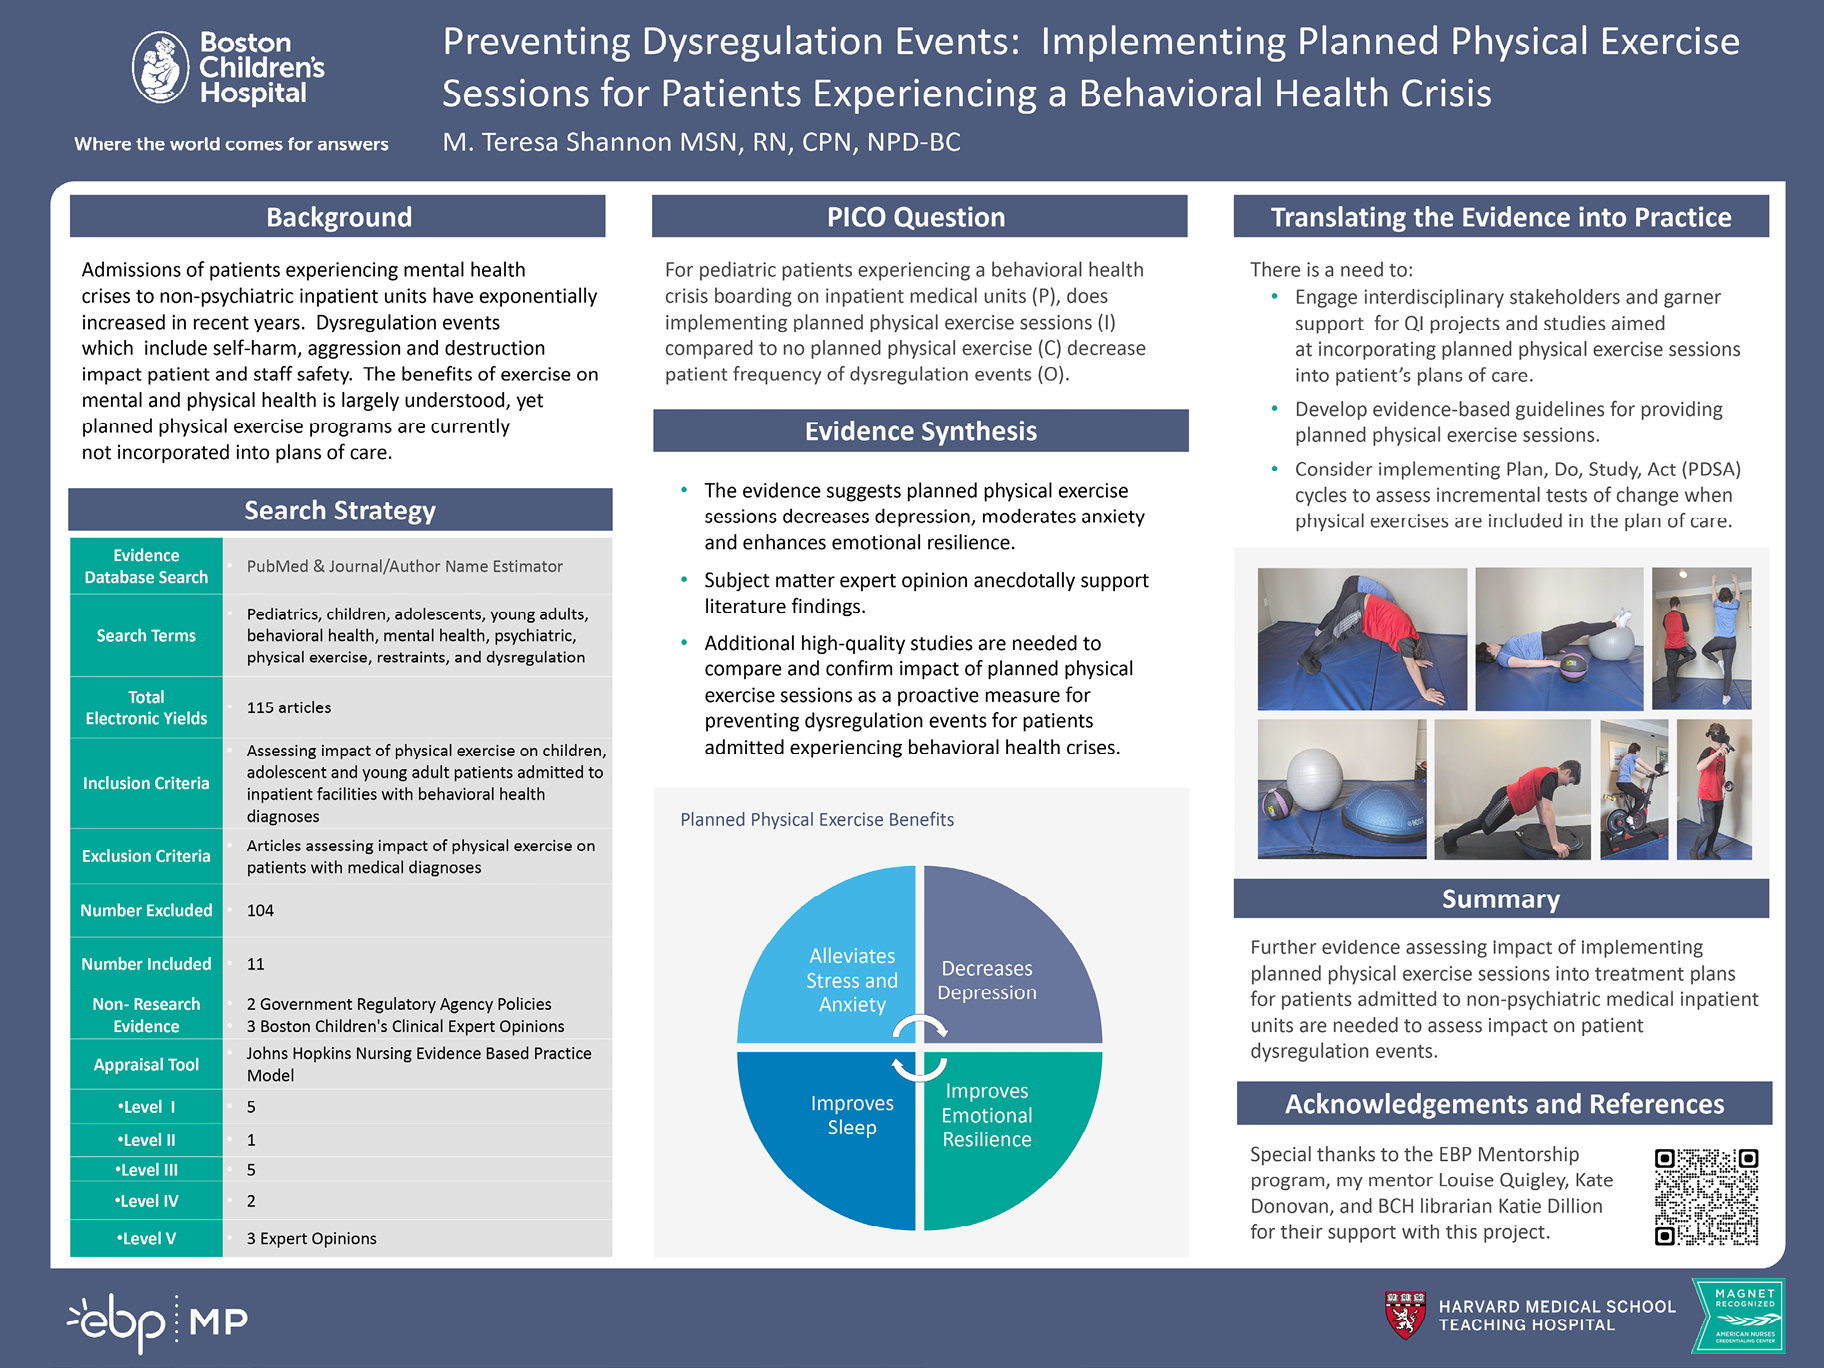 Boston
Children's
Hospital
Where the world comes for answers
Preventing Dysregulation Events:  Implementing Planned Physical Exercise
Sessions for Patients Experiencing a Behavioral Health Crisis
M. Teresa Shannon MSN, RN, CPN, NPD-BC
Background
Admissions of patients experiencing mental health
crises to non-psychiatric inpatient units have exponentially
increased in recent years.  Dysregulation events
which  include self-harm, aggression and destruction
impact patient and staff safety.  The benefits of exercise on
mental and physical health is largely understood, yet
planned physical exercise programs are currently
not incorporated into plans of care.
Search Strategy
Evidence
Database Search
• PubMed & Journal/Author Name Estimator
Search Terms
• Pediatrics, children, adolescents, young adults,
behavioral health, mental health, psychiatric,
physical exercise, restraints, and dysregulation
Total
Electronic Yields
• 115 articles
Inclusion Criteria
• Assessing impact of physical exercise on children,
adolescent and young adult patients admitted to
inpatient facilities with behavioral health
diagnoses
Exclusion Criteria
• Articles assessing impact of physical exercise on
patients with medical diagnoses
Number Excluded
• 104
Number Included
• 11
Non- Research
Evidence
• 2 Government Regulatory Agency Policies
• 3 Boston Children's Clinical Expert Opinions
Appraisal Tool
• Johns Hopkins Nursing Evidence Based Practice
Model
•Level  I
• 5
•Level II
• 1
•Level III
• 5
•Level IV
• 2
•Level V
• 3 Expert Opinions
PICO Question
For pediatric patients experiencing a behavioral health
crisis boarding on inpatient medical units (P), does
implementing planned physical exercise sessions (I)
compared to no planned physical exercise (C) decrease
patient frequency of dysregulation events (O).
Evidence Synthesis
• The evidence suggests planned physical exercise
sessions decreases depression, moderates anxiety
and enhances emotional resilience.
• Subject matter expert opinion anecdotally support
literature findings.
• Additional high-quality studies are needed to
compare and confirm impact of planned physical
exercise sessions as a proactive measure for
preventing dysregulation events for patients
admitted experiencing behavioral health crises.
Planned Physical Exercise Benefits
Alleviates
Stress and
Anxiety
Decreases
Depression
Improves
Sleep
Improves
Emotional
Resilience
Translating the Evidence into Practice
There is a need to:
• Engage interdisciplinary stakeholders and garner
support  for QI projects and studies aimed
at incorporating planned physical exercise sessions
into patient's plans of care.
• Develop evidence-based guidelines for providing
planned physical exercise sessions.
• Consider implementing Plan, Do, Study, Act (PDSA)
cycles to assess incremental tests of change when
physical exercises are included in the plan of care.
Summary
Further evidence assessing impact of implementing
planned physical exercise sessions into treatment plans
for patients admitted to non-psychiatric medical inpatient
units are needed to assess impact on patient
dysregulation events.
Acknowledgements and References
Special thanks to the EBP Mentorship
program, my mentor Louise Quigley, Kate
Donovan, and BCH librarian Katie Dillion
for their support with this project.
ebp MP
HARVARD MEDICAL SCHOOL
TEACHING HOSPITAL
MAGNET
RECOGNIZED
AMERICAN NURSES
CREDENTIALING CENTER